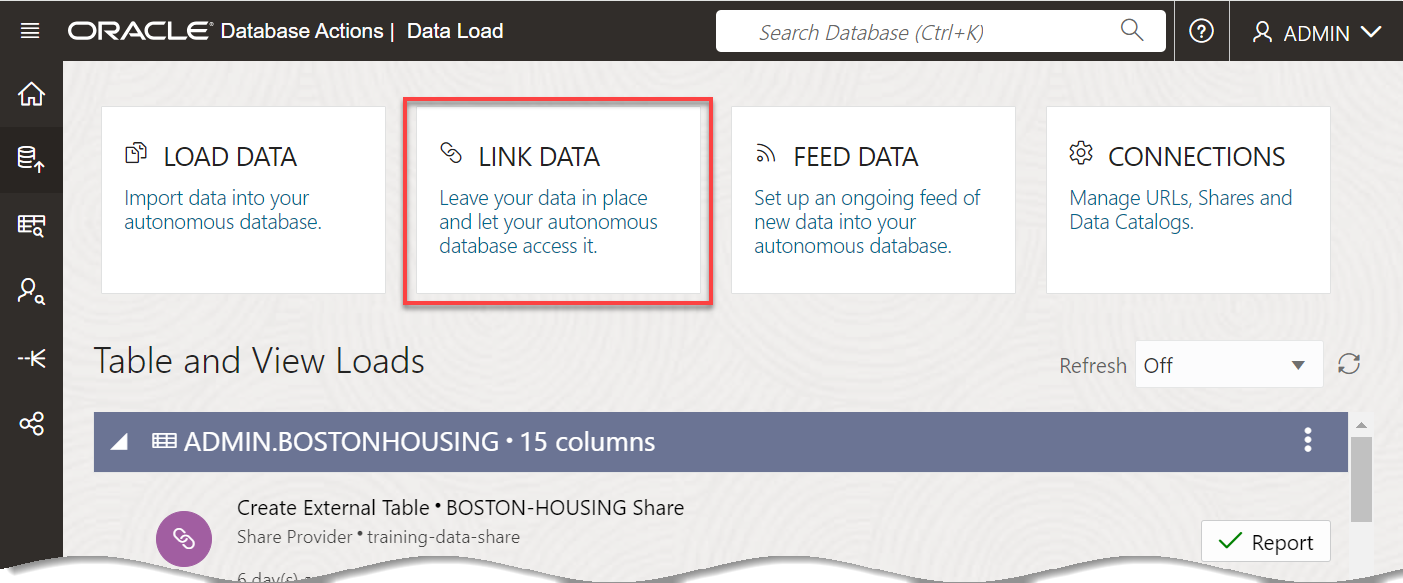 ORACLE Database Actions | Data Load
Search Database (Ctrl+K)
ADMIN
LOAD DATA
Import data into your
autonomous database.
LINK DATA
Leave your data in place
and let your autonomous
database access it.
FEED DATA
Set up an ongoing feed of
new data into your
autonomous database.
CONNECTIONS
Manage URLs, Shares and
Data Catalogs.
Table and View Loads
Refresh
Off
ADMIN.BOSTONHOUSING • 15 columns
Create External Table • BOSTON-HOUSING Share
Share Provider • training-data-share
Report
6 day(s)